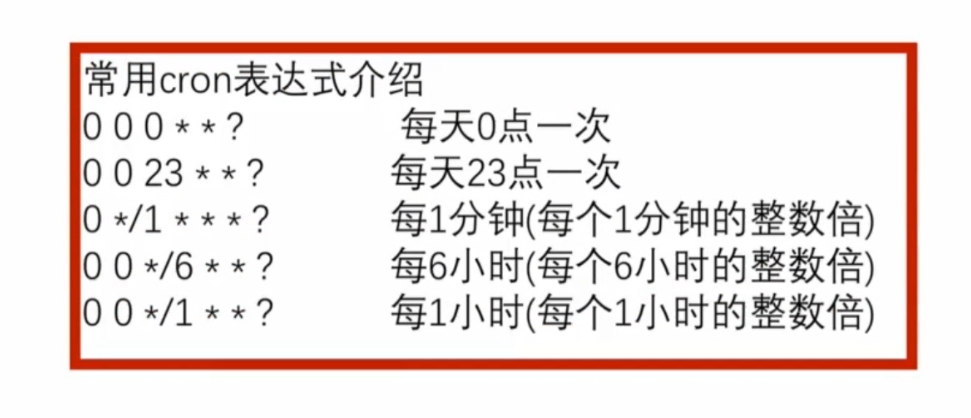 常用cron表达式介绍
0 0 0 * * ? 每天0点一次
0 0 23 * * ? 每天23点一次
0 */1 * * * ? 每1分钟(每个1分钟的整数倍)
0 0 */6 * * ? 每6小时(每个6小时的整数倍)
0 0 */1 * * ? 每1小时(每个1小时的整数倍)